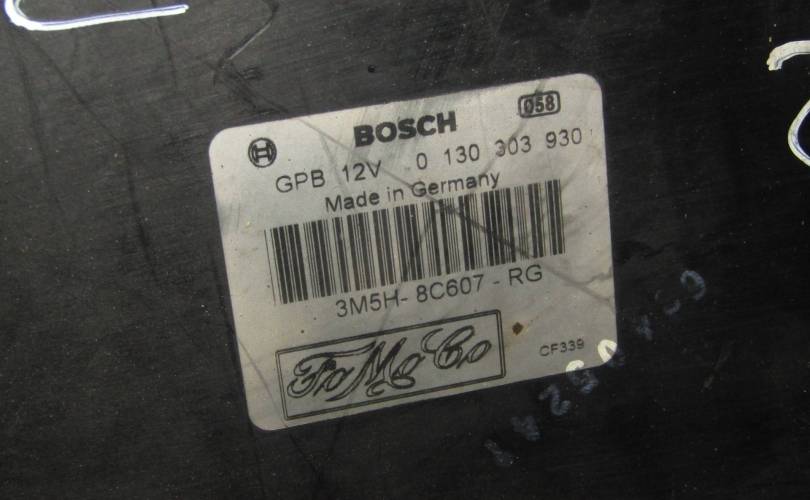 058
BOSCH
GPB 12V 0 130 303 930
Made in Germany
3M5H- 8C607 - RG
FoMoCo
CF339